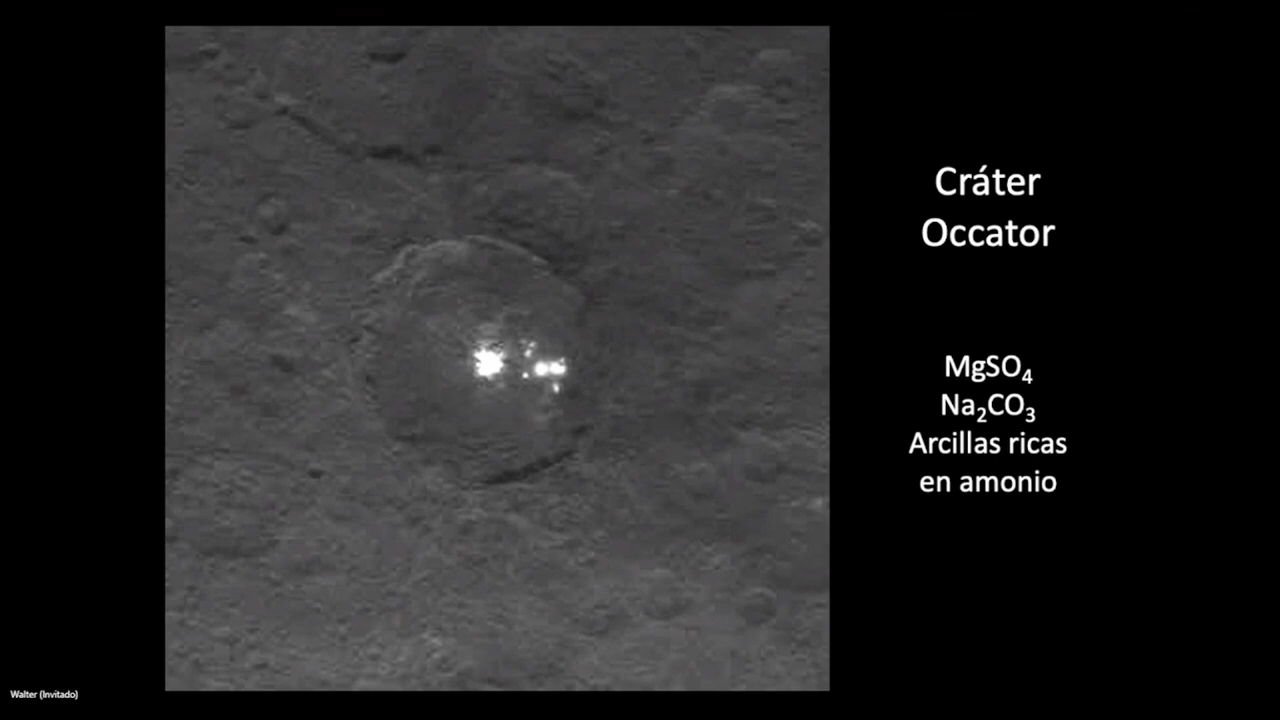 Cráter
Occator
MgSO₄
Na₂CO₃
Arcillas ricas
en amonio
Walter (Invitado)